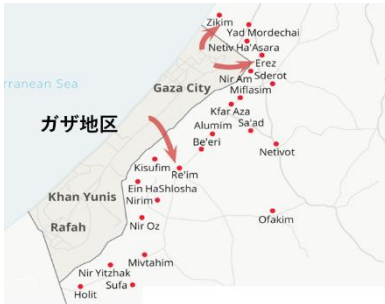 Zikim
Yad Mordechai
Netiv Ha'Asara
rranean Sea
Erez
Nir Am
Sderot
Gaza City
Miflasim
Kfar Aza
ガザ地区
Alumim
Sa'ad
Be'eri
Netivot
Kisufim
Re'im
Ein HaShlosha
Khan Yunis
Nirim
Ofakim
Rafah
Nir Oz
Mivtahim
Nir Yitzhak
Sufa
Holit